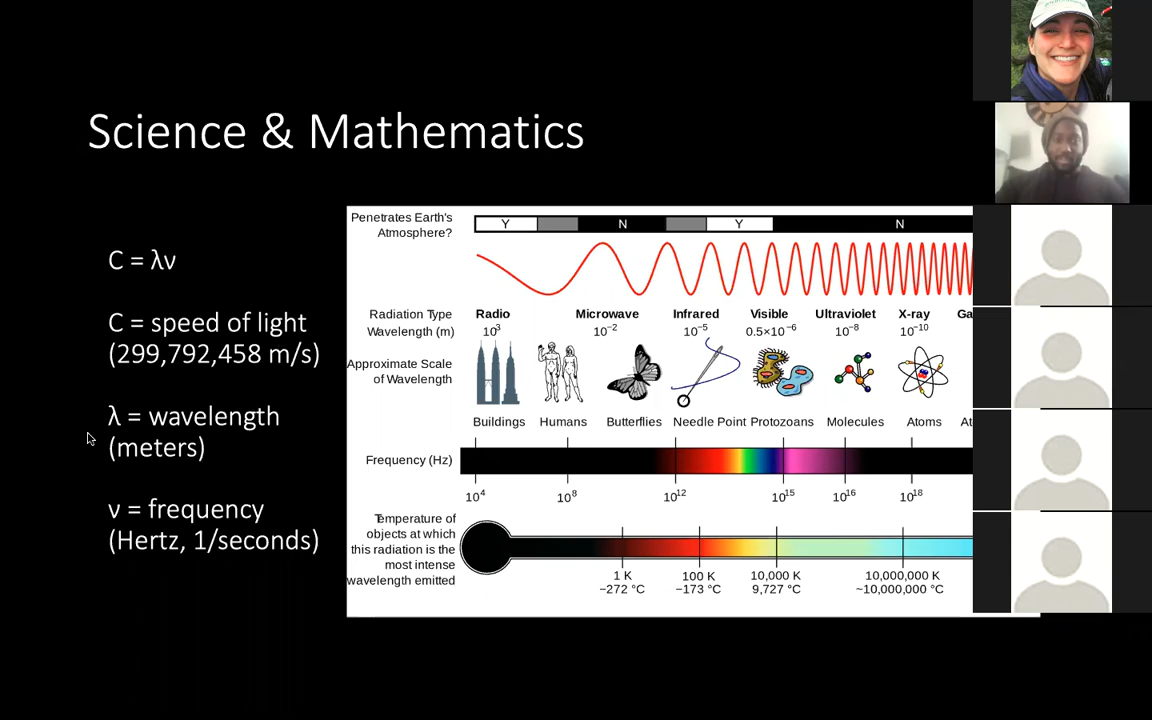 Science & Mathematics
C = λν
C = speed of light
(299,792,458 m/s)
λ = wavelength
(meters)
ν = frequency
(Hertz, 1/seconds)
Penetrates Earth's
Atmosphere?
Y N Y N
Radiation Type Radio Microwave Infrared Visible Ultraviolet X-ray Ga
Wavelength (m) 10³ 10⁻² 10⁻⁵ 0.5×10⁻⁶ 10⁻⁸ 10⁻¹⁰
Approximate Scale
of Wavelength
Buildings Humans Butterflies Needle Point Protozoans Molecules Atoms At
Frequency (Hz)
10⁴ 10⁸ 10¹² 10¹⁵ 10¹⁶ 10¹⁸
Temperature of
objects at which
this radiation is the
most intense
wavelength emitted
1 K 100 K 10,000 K 10,000,000 K
−272 °C −173 °C 9,727 °C ~10,000,000 °C